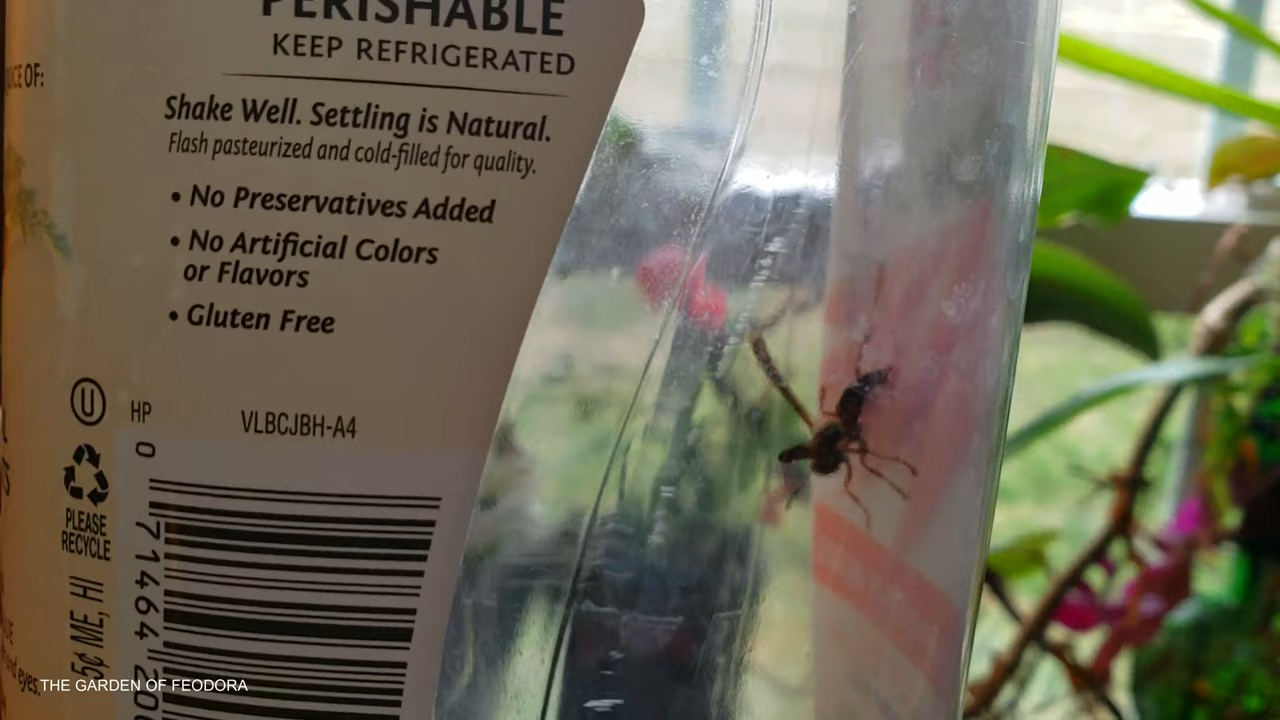 PERISHABLE
KEEP REFRIGERATED
Shake Well. Settling is Natural.
Flash pasteurized and cold-filled for quality.
• No Preservatives Added
• No Artificial Colors
or Flavors
• Gluten Free
U
HP
VLBCJBH-A4
PLEASE
RECYCLE
5¢ ME, HI
0 71464
OF:
eyes.
THE GARDEN OF FEODORA